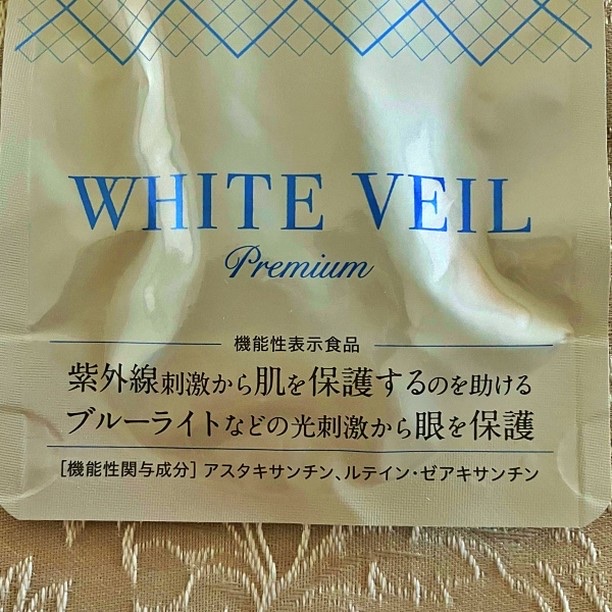 WHITE VEIL
Premium
機能性表示食品
紫外線刺激から肌を保護するのを助ける
ブルーライトなどの光刺激から眼を保護
［機能性関与成分］アスタキサンチン、ルテイン・ゼアキサンチン